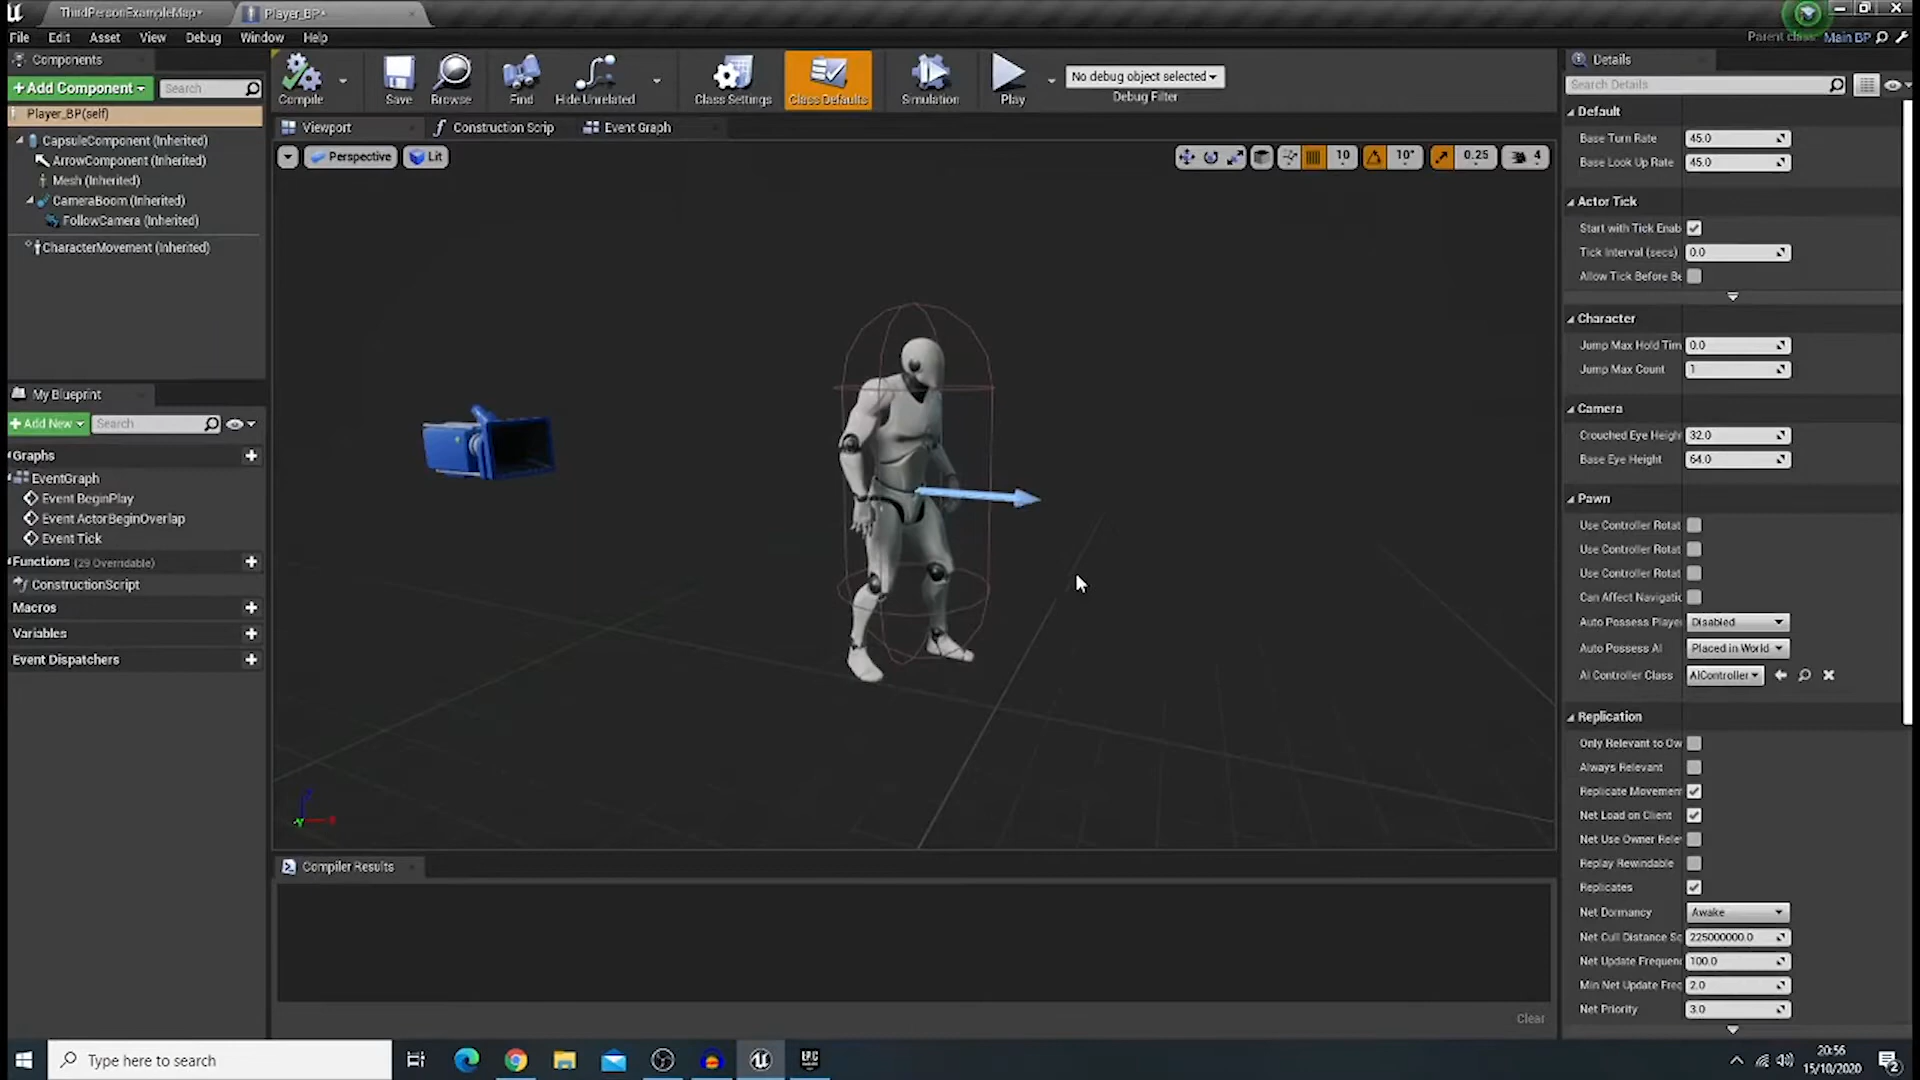 ThirdPersonExampleMap*
Player_BP*
File Edit Asset View Debug Window Help
Parent class: Main BP
Components
+Add Component
Search
Player_BP(self)
CapsuleComponent (Inherited)
ArrowComponent (Inherited)
Mesh (Inherited)
CameraBoom (Inherited)
FollowCamera (Inherited)
CharacterMovement (Inherited)
My Blueprint
+Add New
Search
Graphs
EventGraph
Event BeginPlay
Event ActorBeginOverlap
Event Tick
Functions (29 Overridable)
ConstructionScript
Macros
Variables
Event Dispatchers
Compile
Save
Browse
Find
Hide Unrelated
Class Settings
Class Defaults
Simulation
Play
No debug object selected
Debug Filter
Viewport
Construction Scrip
Event Graph
Perspective
Lit
10
10°
0.25
4
Compiler Results
Clear
Details
Search Details
Default
Base Turn Rate 45.0
Base Look Up Rate 45.0
Actor Tick
Start with Tick Enab
Tick Interval (secs) 0.0
Allow Tick Before Be
Character
Jump Max Hold Tim 0.0
Jump Max Count 1
Camera
Crouched Eye Heigh 32.0
Base Eye Height 64.0
Pawn
Use Controller Rotat
Use Controller Rotat
Use Controller Rotat
Can Affect Navigatic
Auto Possess Player Disabled
Auto Possess AI Placed in World
AI Controller Class AIController
Replication
Only Relevant to Ow
Always Relevant
Replicate Movemen
Net Load on Client
Net Use Owner Rele
Replay Rewindable
Replicates
Net Dormancy Awake
Net Cull Distance Sq 225000000.0
Net Update Frequen 100.0
Min Net Update Freq 2.0
Net Priority 3.0
Type here to search
EPIC
20:56
15/10/2020
2